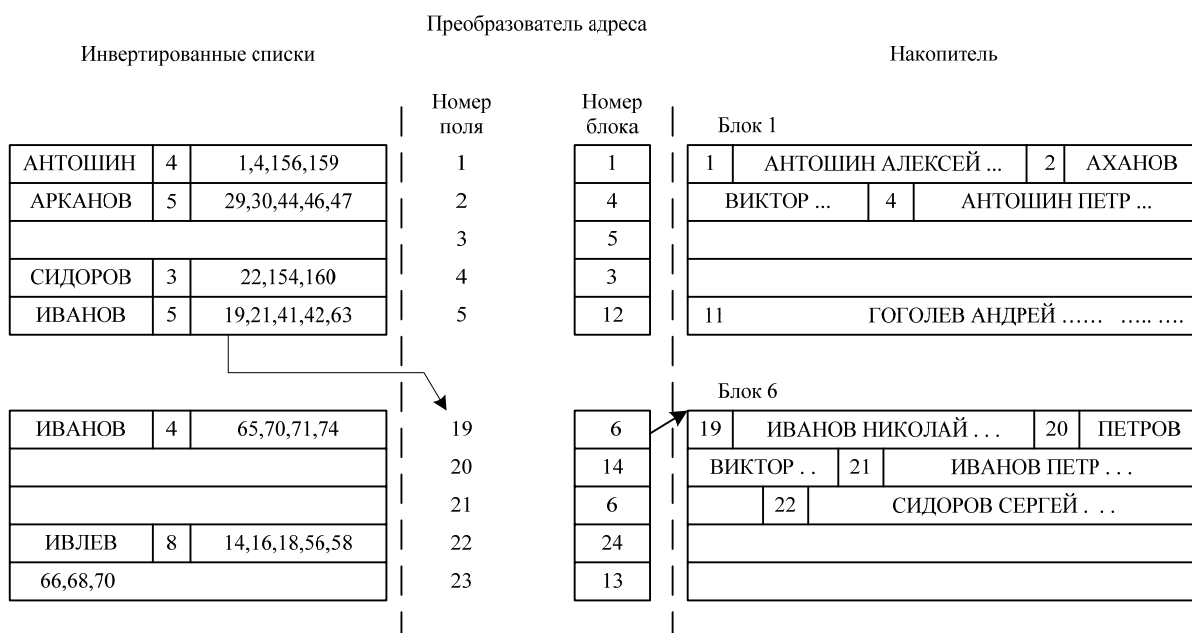 Преобразователь адреса
Инвертированные списки
Накопитель
Номер поля
Номер блока
Блок 1
АНТОШИН 4 1,4,156,159 1 1 1 АНТОШИН АЛЕКСЕЙ ... 2 АХАНОВ
АРКАНОВ 5 29,30,44,46,47 2 4 ВИКТОР ... 4 АНТОШИН ПЕТР ...
3 5
СИДОРОВ 3 22,154,160 4 3
ИВАНОВ 5 19,21,41,42,63 5 12 11 ГОГОЛЕВ АНДРЕЙ ...... ..... ....
Блок 6
ИВАНОВ 4 65,70,71,74 19 6 19 ИВАНОВ НИКОЛАЙ . . . 20 ПЕТРОВ
20 14 ВИКТОР . . 21 ИВАНОВ ПЕТР . . .
21 6 22 СИДОРОВ СЕРГЕЙ . . .
ИВЛЕВ 8 14,16,18,56,58 22 24
66,68,70 23 13